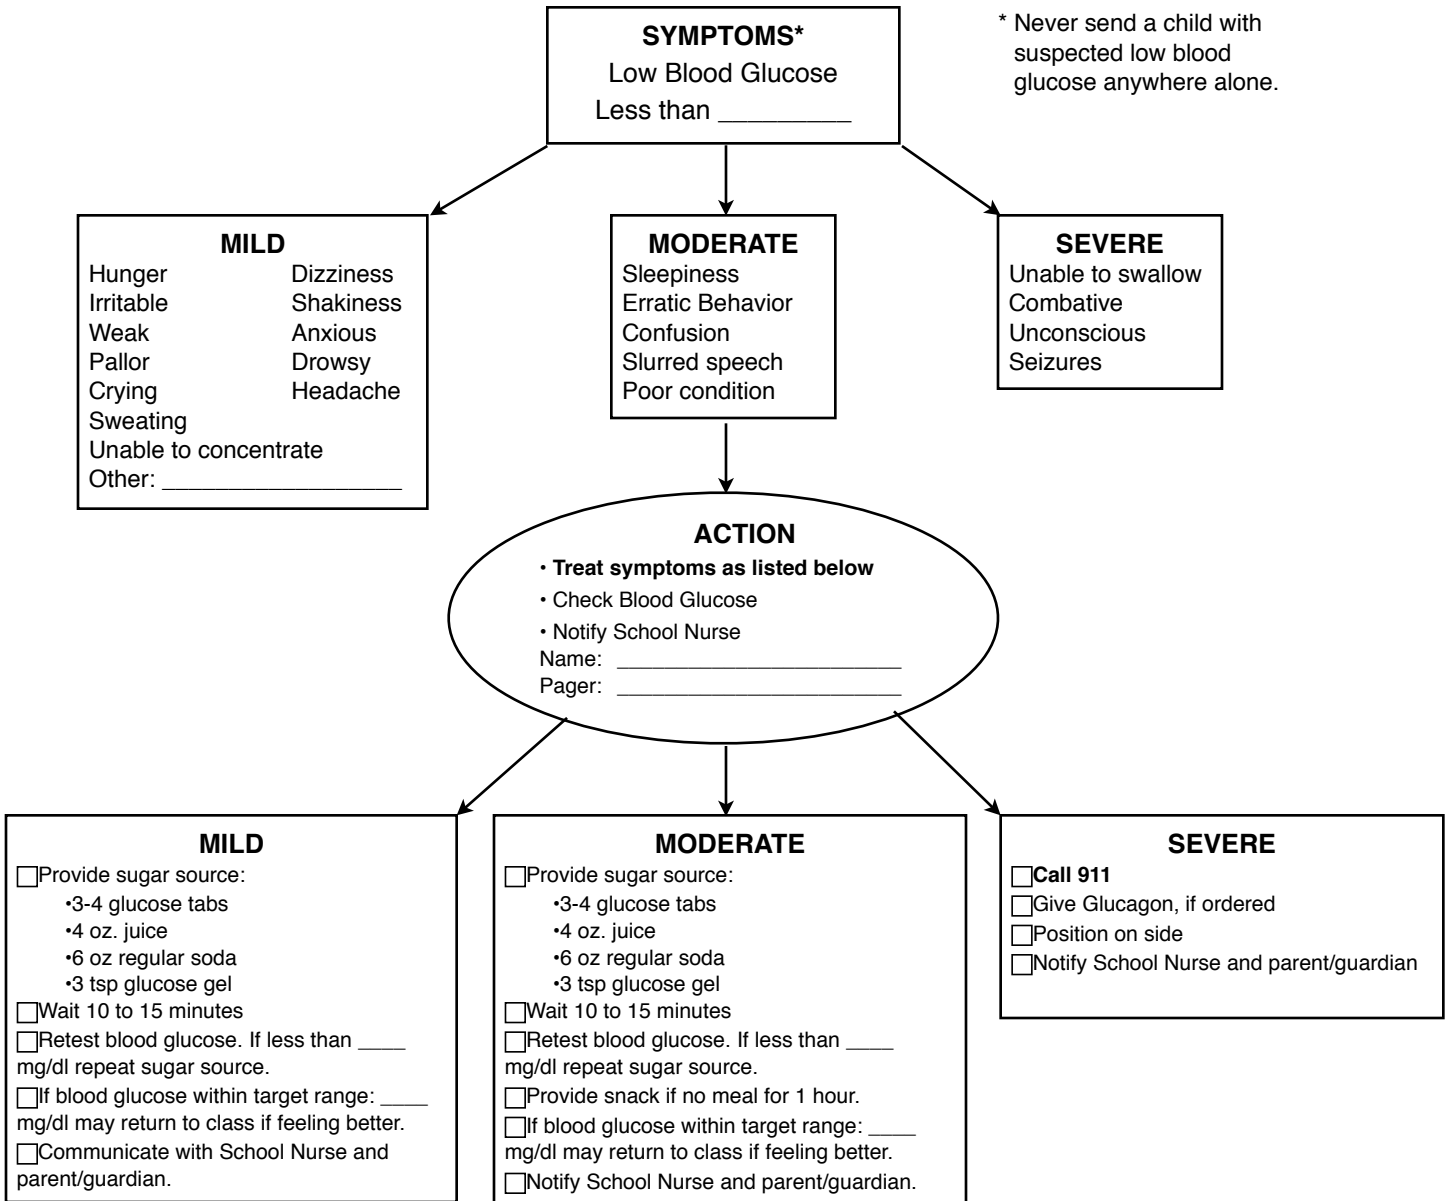 SYMPTOMS*
Low Blood Glucose
Less than _________
* Never send a child with
suspected low blood
glucose anywhere alone.
MILD
Hunger Dizziness
Irritable Shakiness
Weak Anxious
Pallor Drowsy
Crying Headache
Sweating
Unable to concentrate
Other: __________________
MODERATE
Sleepiness
Erratic Behavior
Confusion
Slurred speech
Poor condition
SEVERE
Unable to swallow
Combative
Unconscious
Seizures
ACTION
• Treat symptoms as listed below
• Check Blood Glucose
• Notify School Nurse
Name: ________________________
Pager: ________________________
MILD
☐Provide sugar source:
•3-4 glucose tabs
•4 oz. juice
•6 oz regular soda
•3 tsp glucose gel
☐Wait 10 to 15 minutes
☐Retest blood glucose. If less than ____
mg/dl repeat sugar source.
☐If blood glucose within target range: ____
mg/dl may return to class if feeling better.
☐Communicate with School Nurse and
parent/guardian.
MODERATE
☐Provide sugar source:
•3-4 glucose tabs
•4 oz. juice
•6 oz regular soda
•3 tsp glucose gel
☐Wait 10 to 15 minutes
☐Retest blood glucose. If less than ____
mg/dl repeat sugar source.
☐Provide snack if no meal for 1 hour.
☐If blood glucose within target range: ____
mg/dl may return to class if feeling better.
☐Notify School Nurse and parent/guardian.
SEVERE
☐Call 911
☐Give Glucagon, if ordered
☐Position on side
☐Notify School Nurse and parent/guardian